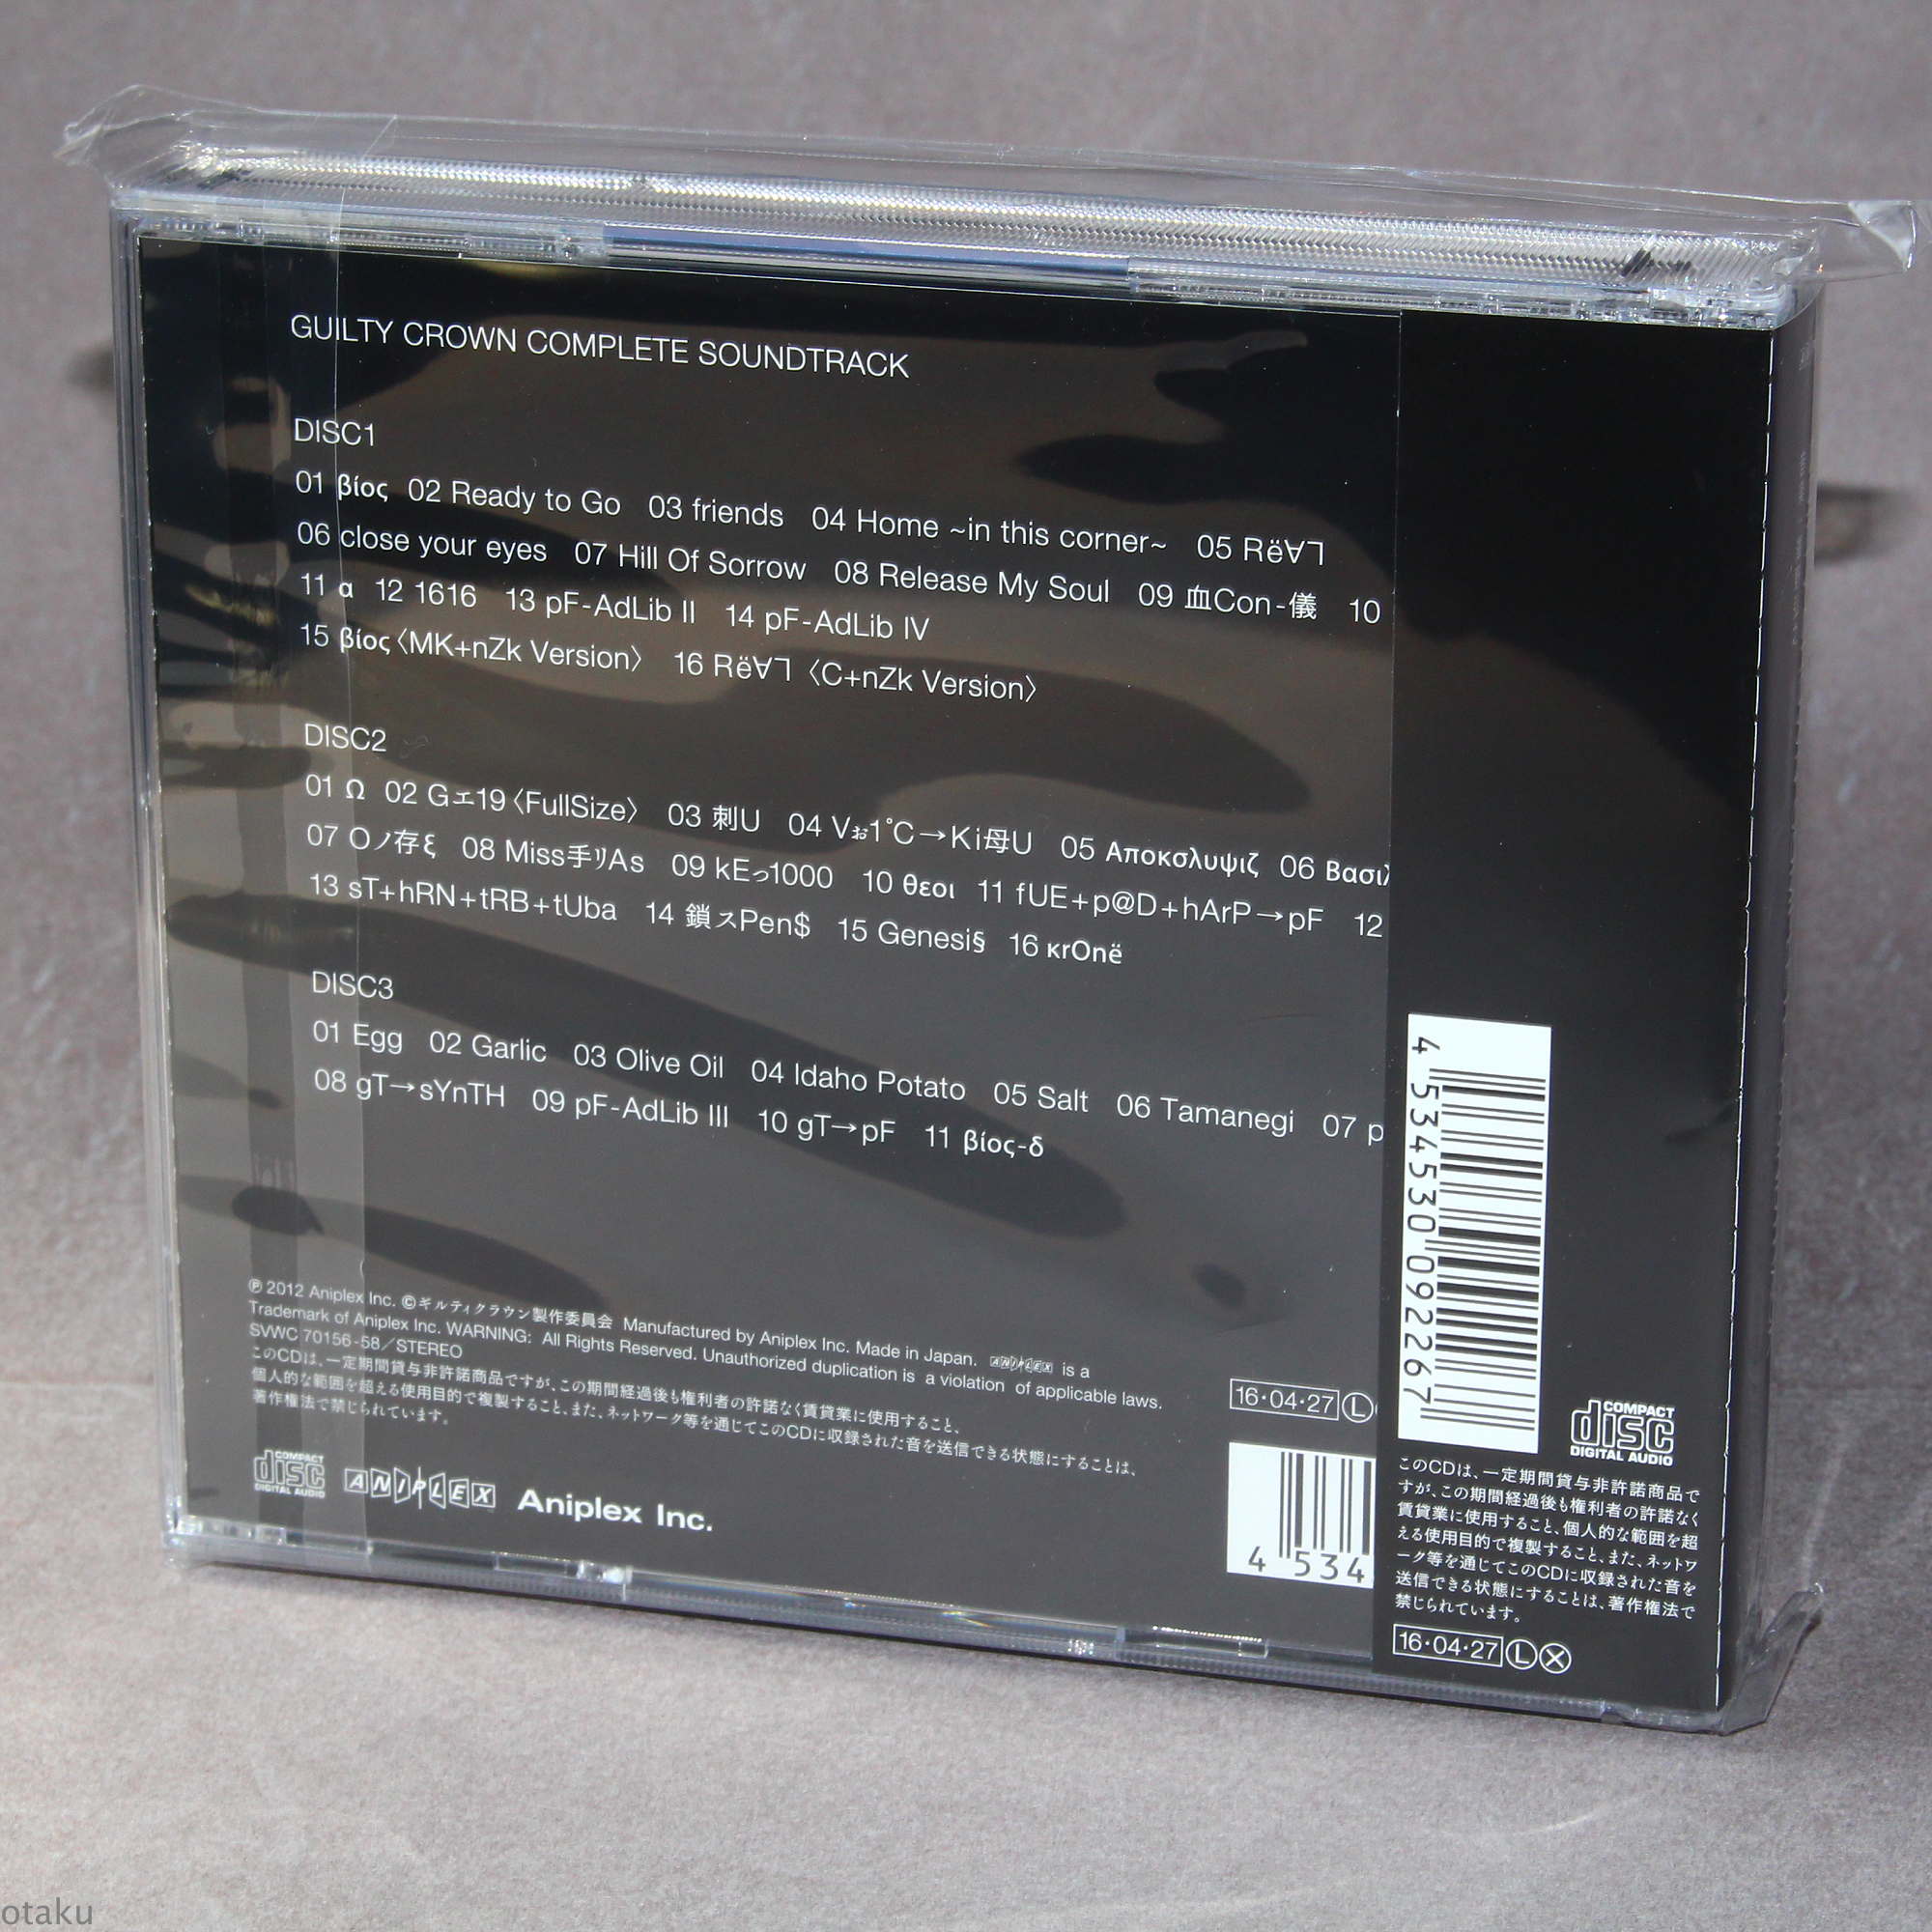 GUILTY CROWN COMPLETE SOUNDTRACK
DISC1
01 βίος 02 Ready to Go 03 friends 04 Home ~in this corner~ 05 Rë∀˥
06 close your eyes 07 Hill Of Sorrow 08 Release My Soul 09 血Con-儀 10
11 α 12 1616 13 pF-AdLib II 14 pF-AdLib IV
15 βίος〈MK+nZk Version〉 16 Rë∀˥〈C+nZk Version〉
DISC2
01 Ω 02 Gエ19〈FullSize〉 03 刺U 04 Vぉ1℃→Ki母U 05 Αποκσλυψιζ 06 Βασιλ
07 Oノ存ξ 08 Miss手リAs 09 kEっ1000 10 θεοι 11 fUE+p@D+hArP→pF 12
13 sT+hRN+tRB+tUba 14 鎖スPen$ 15 Genesi§ 16 κrOnë
DISC3
01 Egg 02 Garlic 03 Olive Oil 04 Idaho Potato 05 Salt 06 Tamanegi 07 p
08 gT→sYnTH 09 pF-AdLib III 10 gT→pF 11 βίος-δ
℗ 2012 Aniplex Inc. ©ギルティクラウン製作委員会 Manufactured by Aniplex Inc. Made in Japan. ANIPLEX is a
Trademark of Aniplex Inc. WARNING: All Rights Reserved. Unauthorized duplication is a violation of applicable laws.
SVWC 70156-58／STEREO
このCDは、一定期間貸与非許諾商品ですが、この期間経過後も権利者の許諾なく賃貸業に使用すること、
個人的な範囲を超える使用目的で複製すること、また、ネットワーク等を通じてこのCDに収録された音を送信できる状態にすることは、
著作権法で禁じられています。
16・04・27 Ⓛ
COMPACT disc DIGITAL AUDIO ANIPLEX Aniplex Inc.
4 534
4 534530 092267
COMPACT disc DIGITAL AUDIO
このCDは、一定期間貸与非許諾商品で
すが、この期間経過後も権利者の許諾なく
賃貸業に使用すること、個人的な範囲を超
える使用目的で複製すること、また、ネットワ
ーク等を通じてこのCDに収録された音を
送信できる状態にすることは、著作権法で
禁じられています。
16・04・27 Ⓛ Ⓧ
otaku